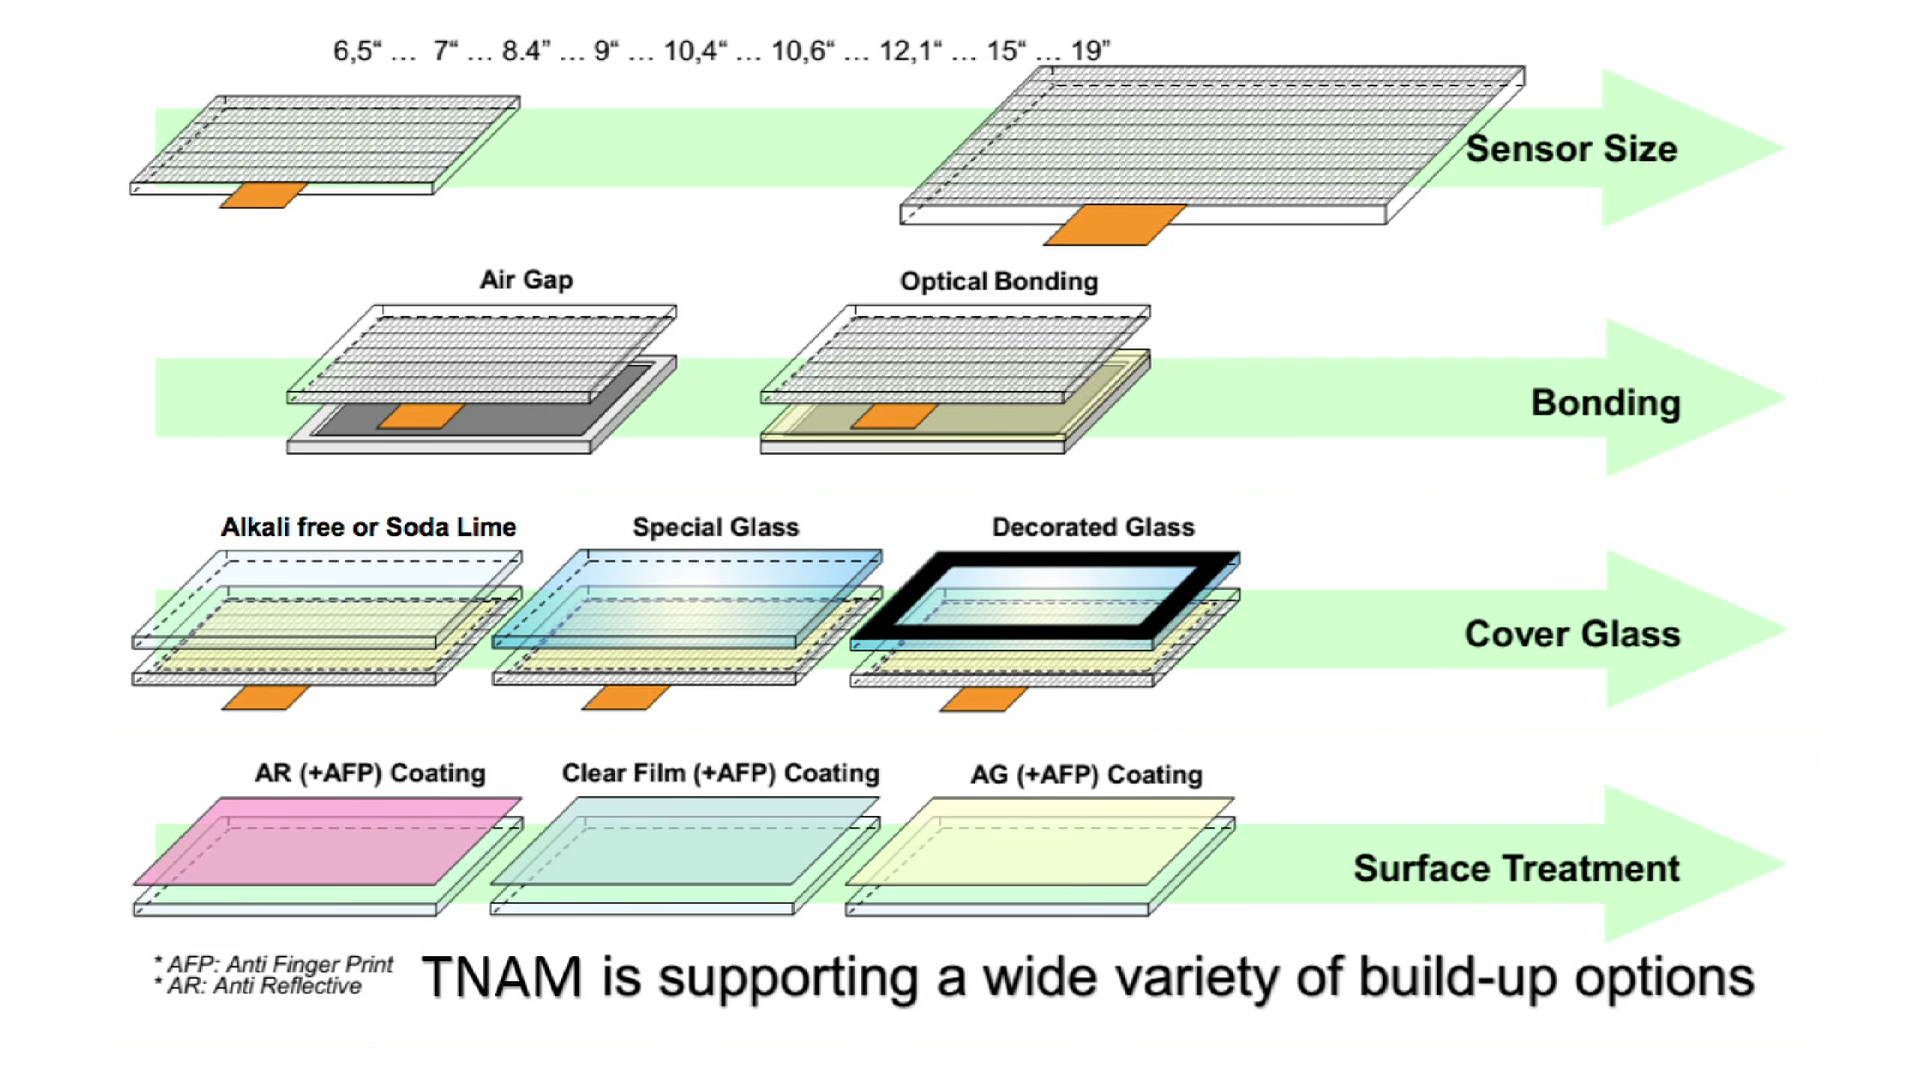 6,5“ ... 7“ ... 8.4” ... 9“ ... 10,4“ ... 10,6“ ... 12,1“ ... 15“ ... 19”
Sensor Size
Air Gap
Optical Bonding
Bonding
Alkali free or Soda Lime
Special Glass
Decorated Glass
Cover Glass
AR (+AFP) Coating
Clear Film (+AFP) Coating
AG (+AFP) Coating
Surface Treatment
* AFP: Anti Finger Print
* AR: Anti Reflective
TNAM is supporting a wide variety of build-up options